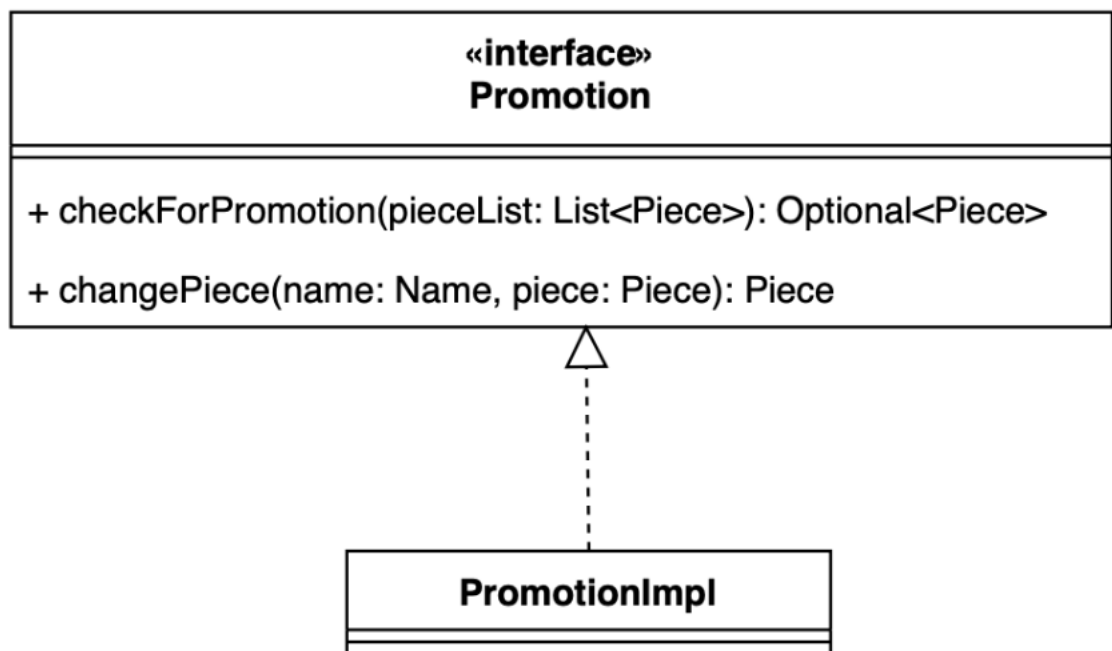 «interface»
Promotion
+ checkForPromotion(pieceList: List<Piece>): Optional<Piece>
+ changePiece(name: Name, piece: Piece): Piece
PromotionImpl